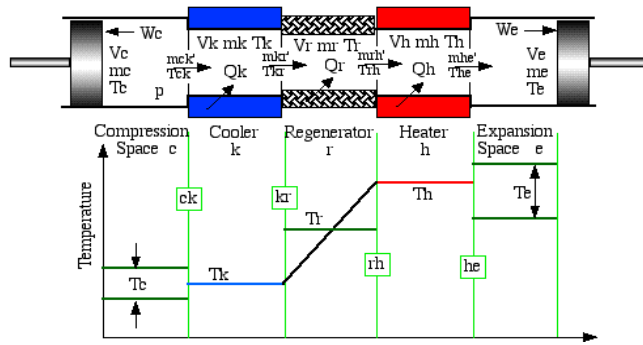 Wc We
Vc Vk mk Tk Vr mr Tr Vh mh Th Ve
mc mck' mkr' mrh' mhe' me
Tc Tck Tkr Trh The Te
p Qk Qr Qh
Compression Cooler Regenerator Heater Expansion
Space c k r h Space e
ck kr Th Te
Tr
Temperature
rh he
Tc Tk